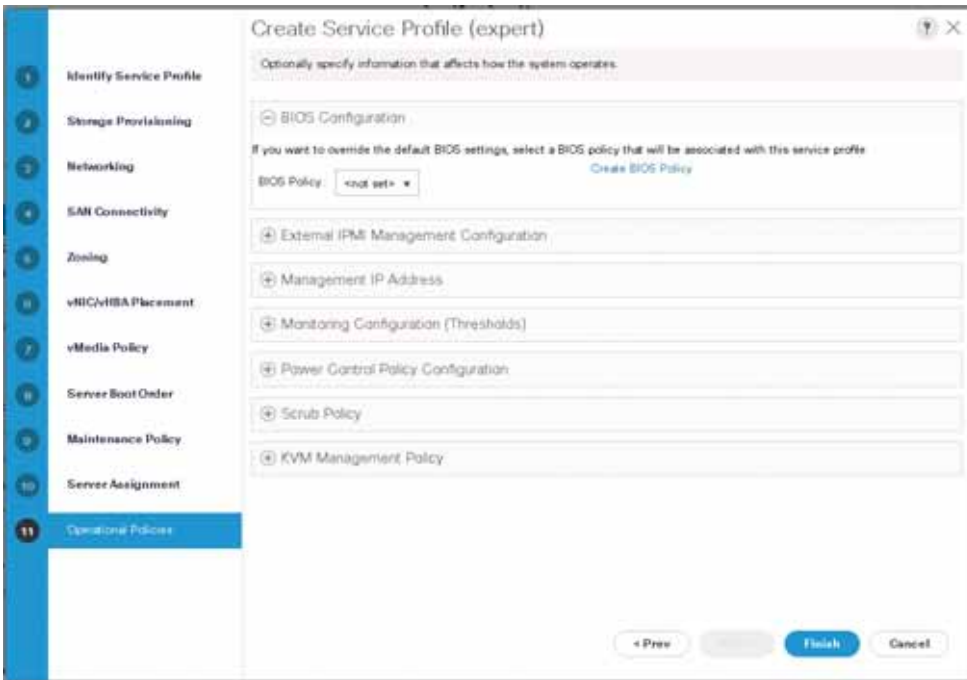 Create Service Profile (expert)
?
Optionally specify information that affects how the system operates.
1 Identify Service Profile
2 Storage Provisioning
3 Networking
4 SAN Connectivity
5 Zoning
6 vNIC/vHBA Placement
7 vMedia Policy
8 Server Boot Order
9 Maintenance Policy
10 Server Assignment
11 Operational Policies
BIOS Configuration
If you want to override the default BIOS settings, select a BIOS policy that will be associated with this service profile
Create BIOS Policy
BIOS Policy: <not set>
External IPMI Management Configuration
Management IP Address
Monitoring Configuration (Thresholds)
Power Control Policy Configuration
Scrub Policy
KVM Management Policy
< Prev
Finish
Cancel